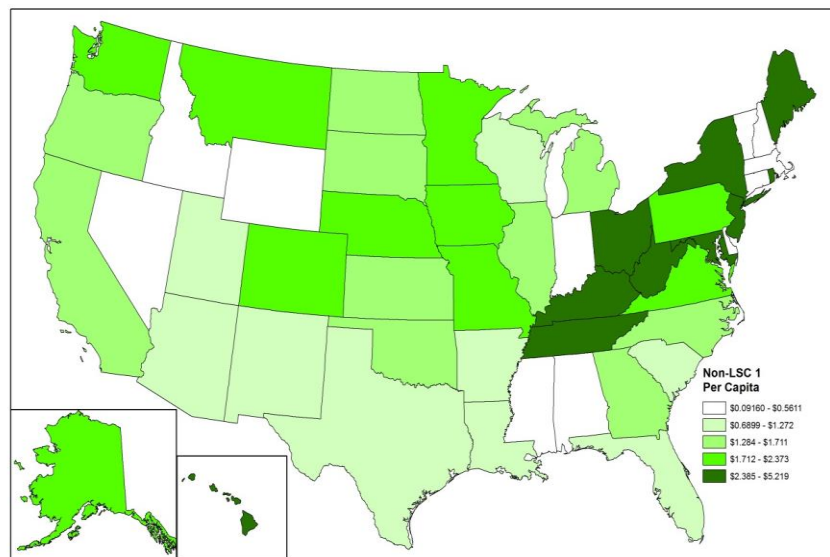 Non-LSC 1
Per Capita
$0.09160 - $0.5611
$0.6899 - $1.272
$1.284 - $1.711
$1.712 - $2.373
$2.385 - $5.219